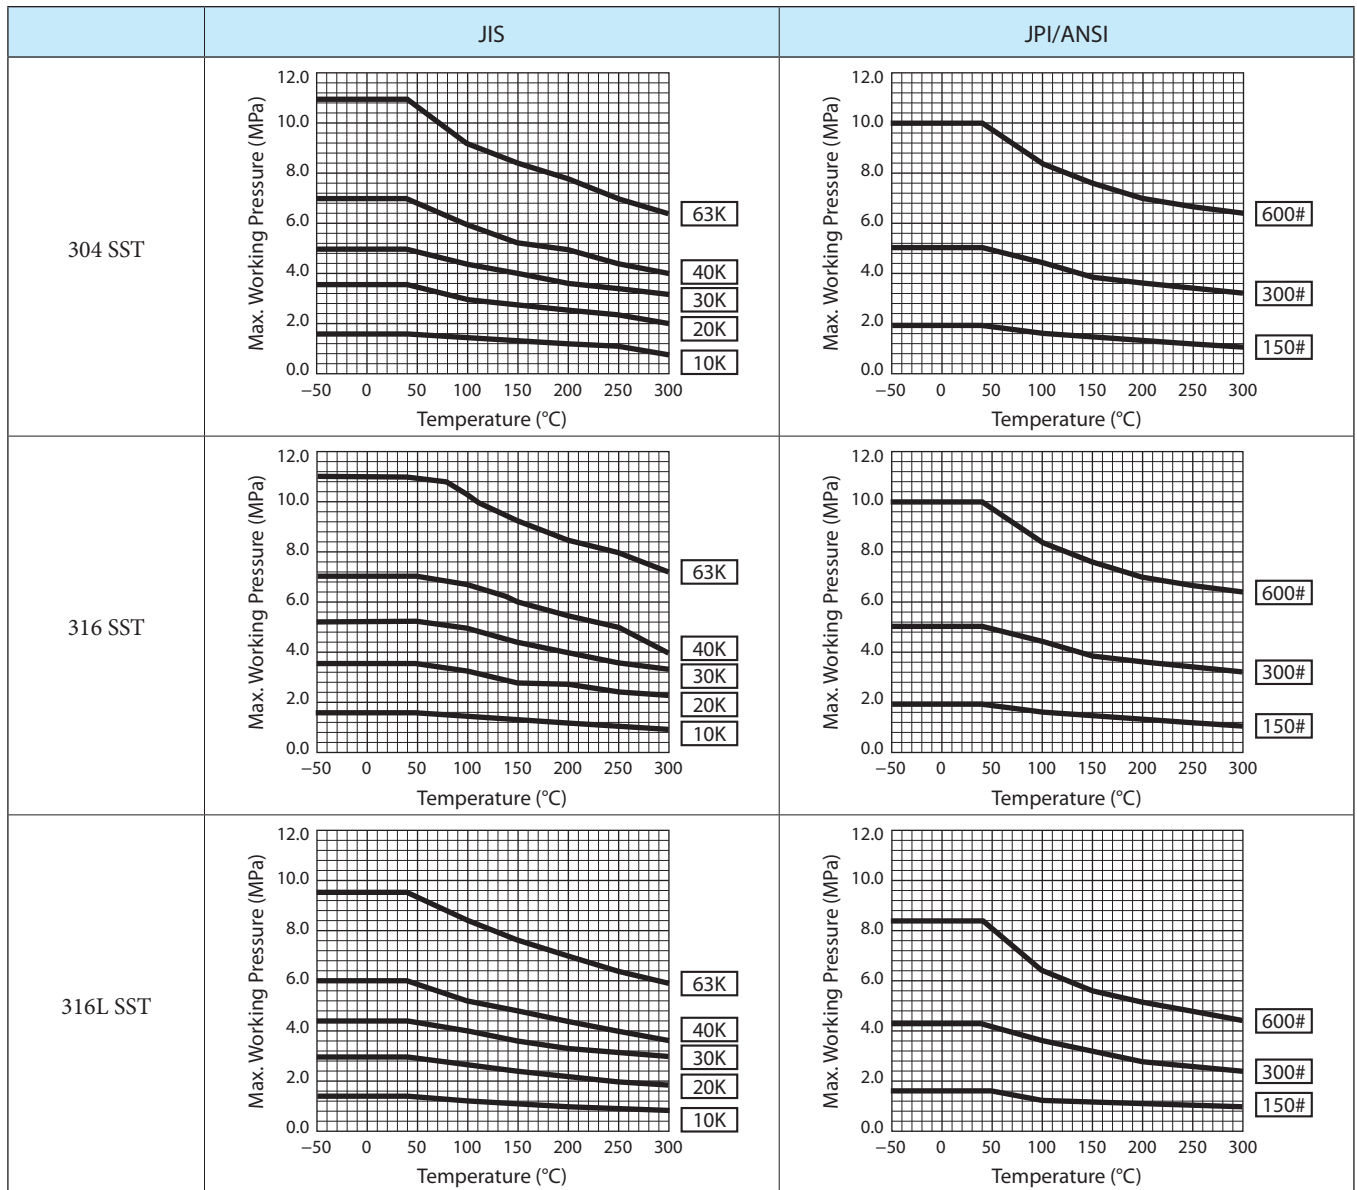 JIS
JPI/ANSI
304 SST
Max. Working Pressure (MPa)
12.0
10.0
8.0
6.0
4.0
2.0
0.0
−50 0 50 100 150 200 250 300
Temperature (°C)
63K
40K
30K
20K
10K
Max. Working Pressure (MPa)
12.0
10.0
8.0
6.0
4.0
2.0
0.0
−50 0 50 100 150 200 250 300
Temperature (°C)
600#
300#
150#
316 SST
Max. Working Pressure (MPa)
12.0
10.0
8.0
6.0
4.0
2.0
0.0
−50 0 50 100 150 200 250 300
Temperature (°C)
63K
40K
30K
20K
10K
Max. Working Pressure (MPa)
12.0
10.0
8.0
6.0
4.0
2.0
0.0
−50 0 50 100 150 200 250 300
Temperature (°C)
600#
300#
150#
316L SST
Max. Working Pressure (MPa)
12.0
10.0
8.0
6.0
4.0
2.0
0.0
−50 0 50 100 150 200 250 300
Temperature (°C)
63K
40K
30K
20K
10K
Max. Working Pressure (MPa)
12.0
10.0
8.0
6.0
4.0
2.0
0.0
−50 0 50 100 150 200 250 300
Temperature (°C)
600#
300#
150#